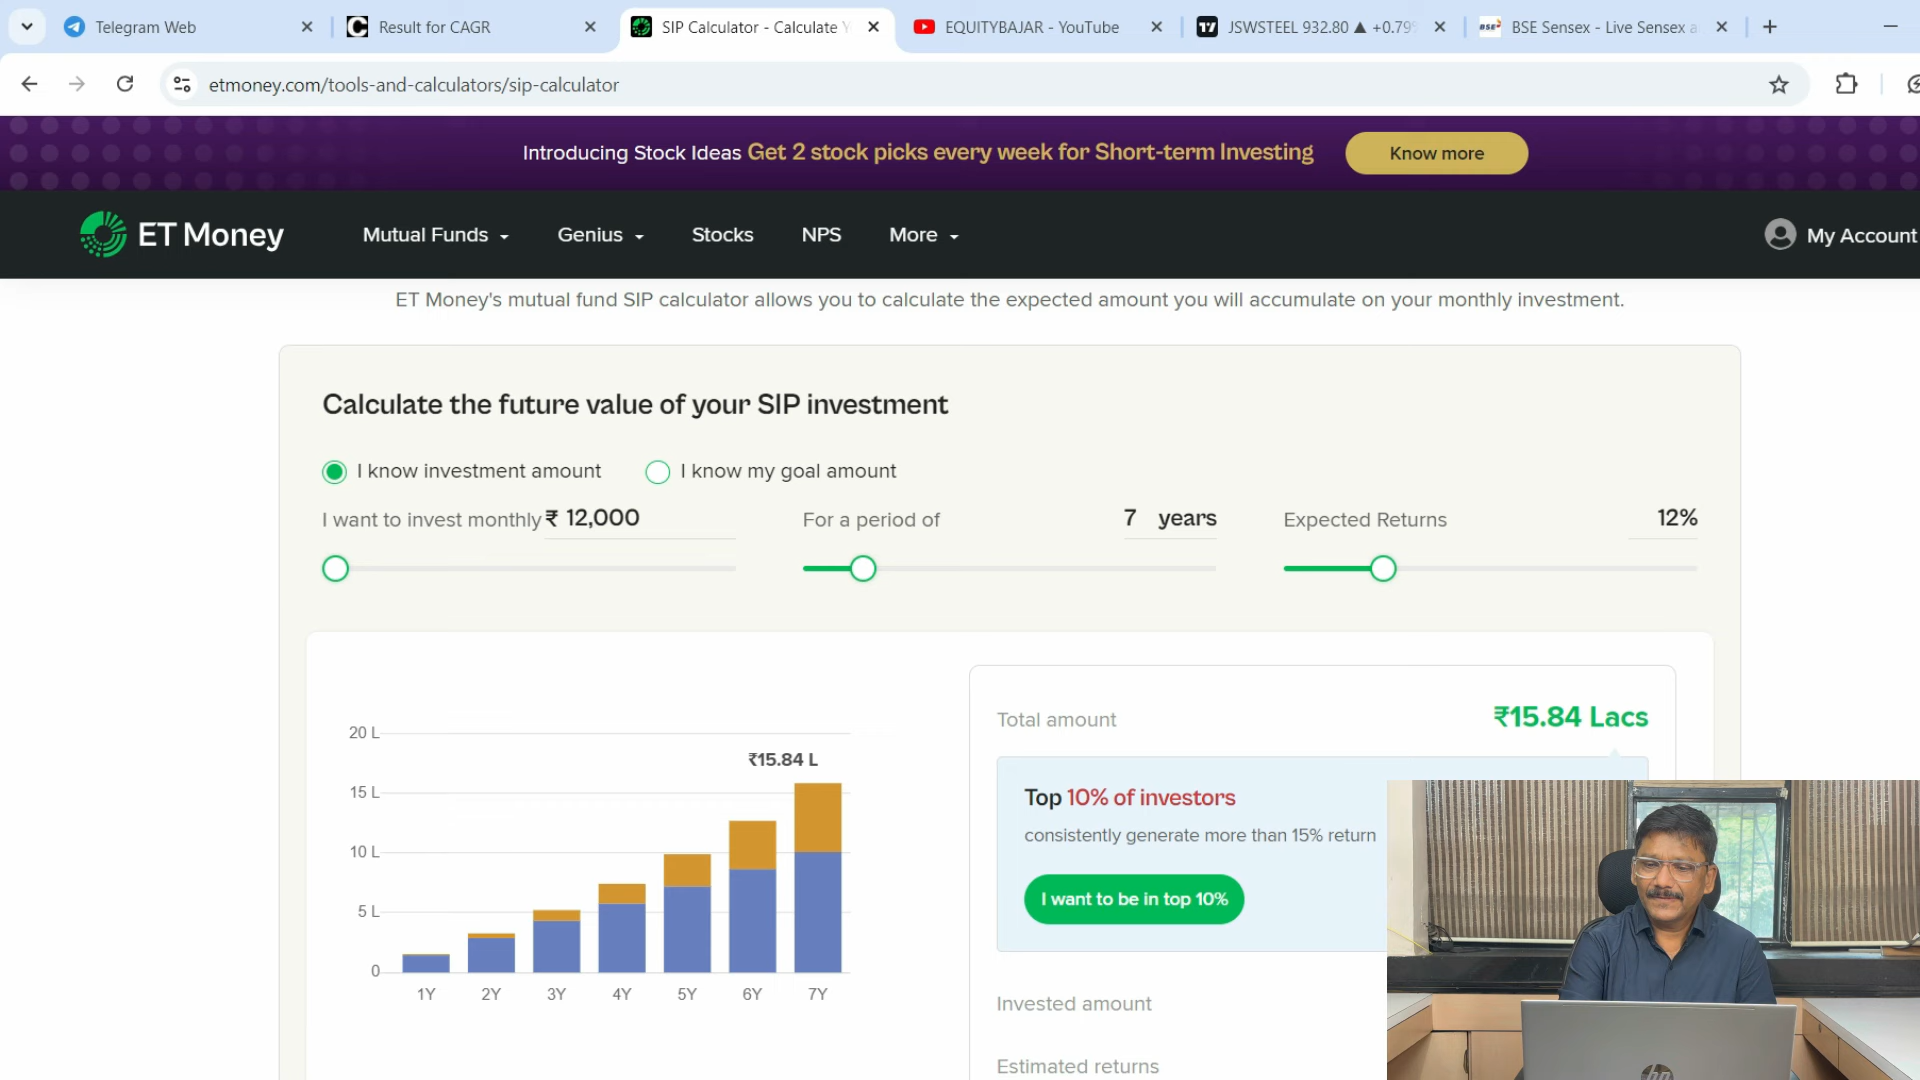 Telegram Web
Result for CAGR
SIP Calculator - Calculate Y
EQUITYBAJAR - YouTube
JSWSTEEL 932.80 ▲ +0.79%
BSE Sensex - Live Sensex a
etmoney.com/tools-and-calculators/sip-calculator
Introducing Stock Ideas Get 2 stock picks every week for Short-term Investing
Know more
ET Money
Mutual Funds
Genius
Stocks
NPS
More
My Account
ET Money's mutual fund SIP calculator allows you to calculate the expected amount you will accumulate on your monthly investment.
Calculate the future value of your SIP investment
I know investment amount
I know my goal amount
I want to invest monthly ₹ 12,000
For a period of 7 years
Expected Returns 12%
Total amount ₹15.84 Lacs
Top 10% of investors
consistently generate more than 15% return
I want to be in top 10%
Invested amount
Estimated returns
20 L
₹15.84 L
15 L
10 L
5 L
0
1Y 2Y 3Y 4Y 5Y 6Y 7Y
hp